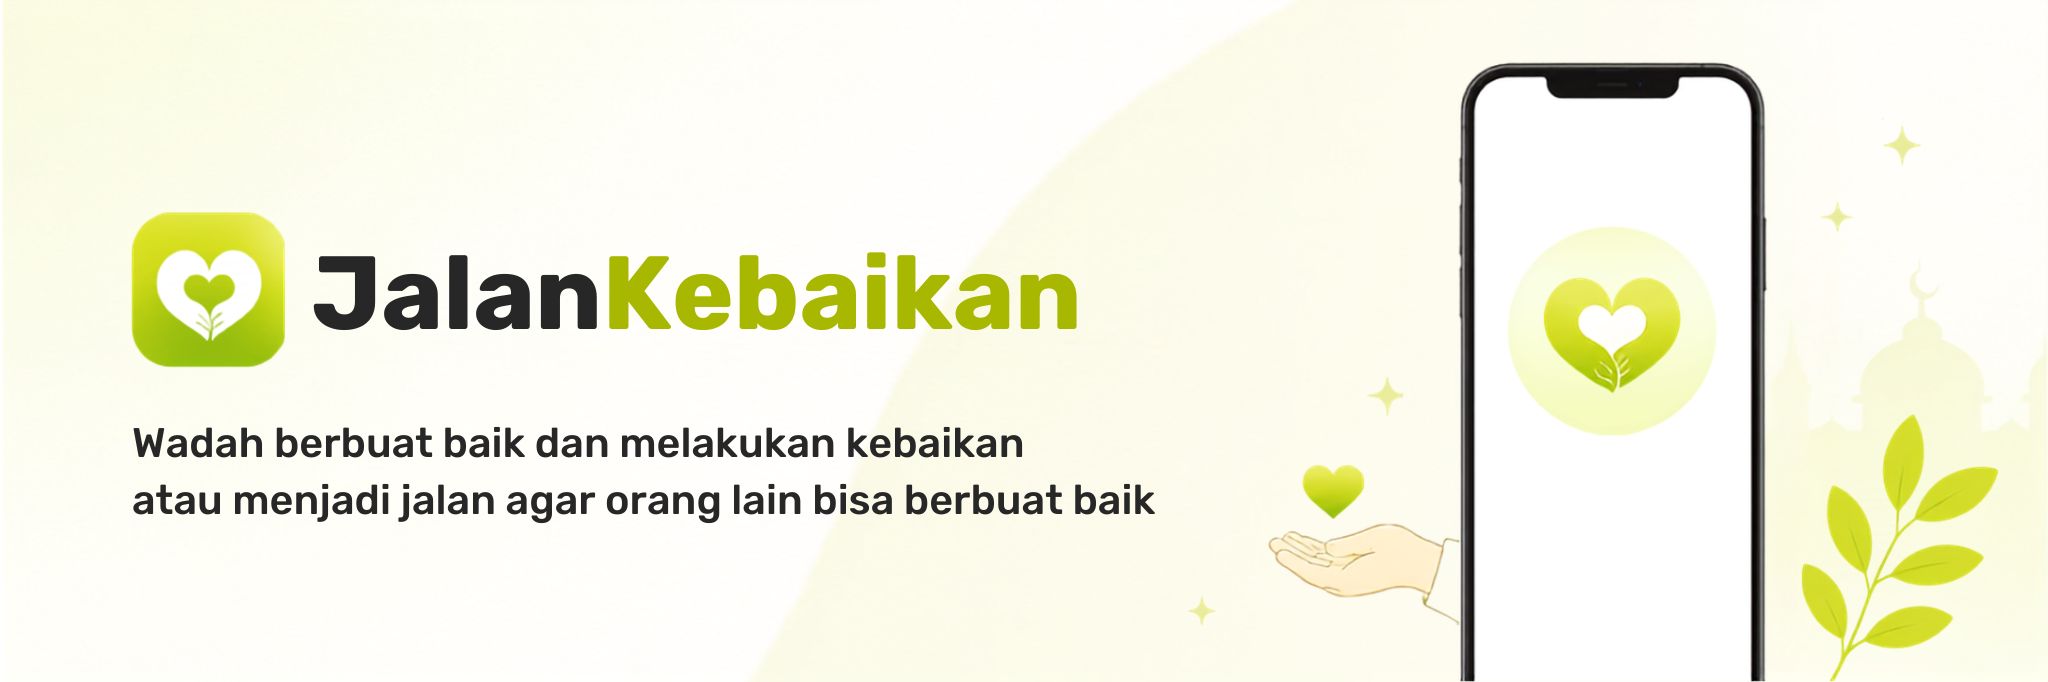 JalanKebaikan
Wadah berbuat baik dan melakukan kebaikan
atau menjadi jalan agar orang lain bisa berbuat baik